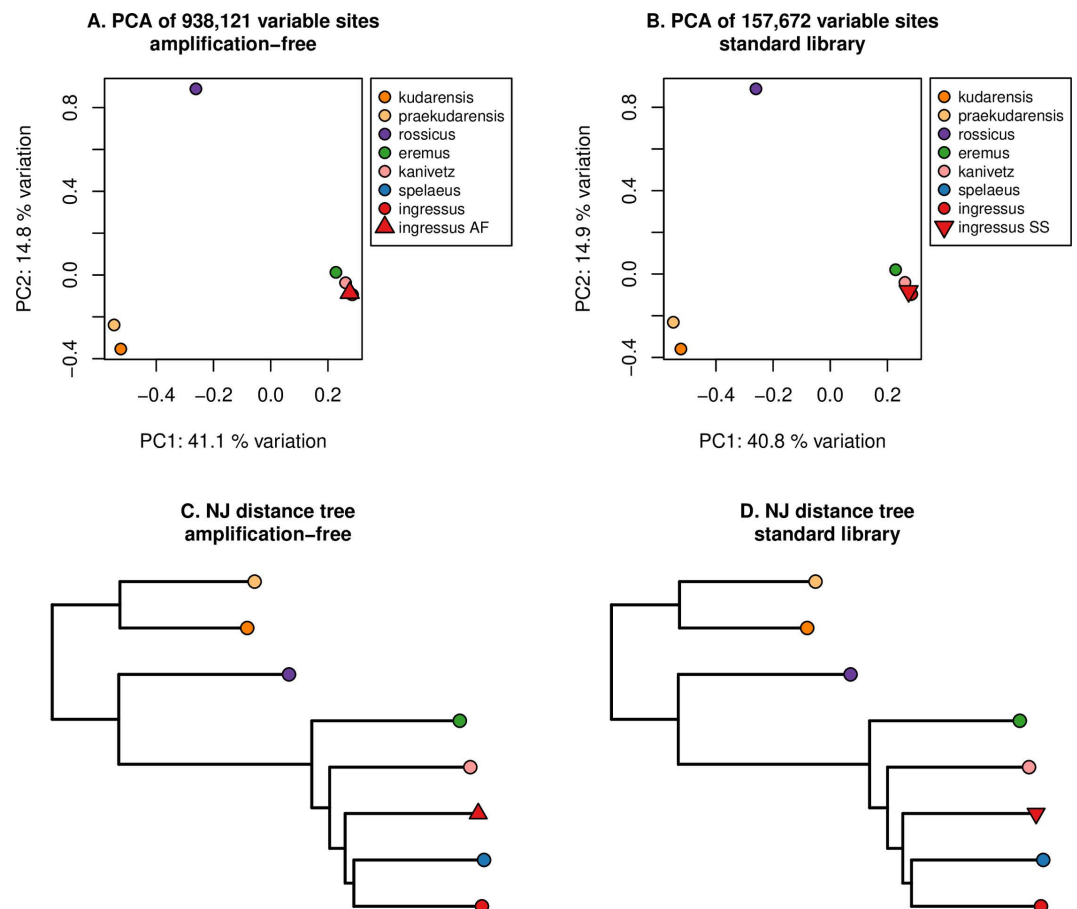 A. PCA of 938,121 variable sites
amplification−free
PC2: 14.8 % variation
0.8
0.4
0.0
−0.4
−0.4
−0.2
0.0
0.2
PC1: 41.1 % variation
kudarensis
praekudarensis
rossicus
eremus
kanivetz
spelaeus
ingressus
ingressus AF
B. PCA of 157,672 variable sites
standard library
PC2: 14.9 % variation
0.8
0.4
0.0
−0.4
−0.4
−0.2
0.0
0.2
PC1: 40.8 % variation
kudarensis
praekudarensis
rossicus
eremus
kanivetz
spelaeus
ingressus
ingressus SS
C. NJ distance tree
amplification−free
D. NJ distance tree
standard library